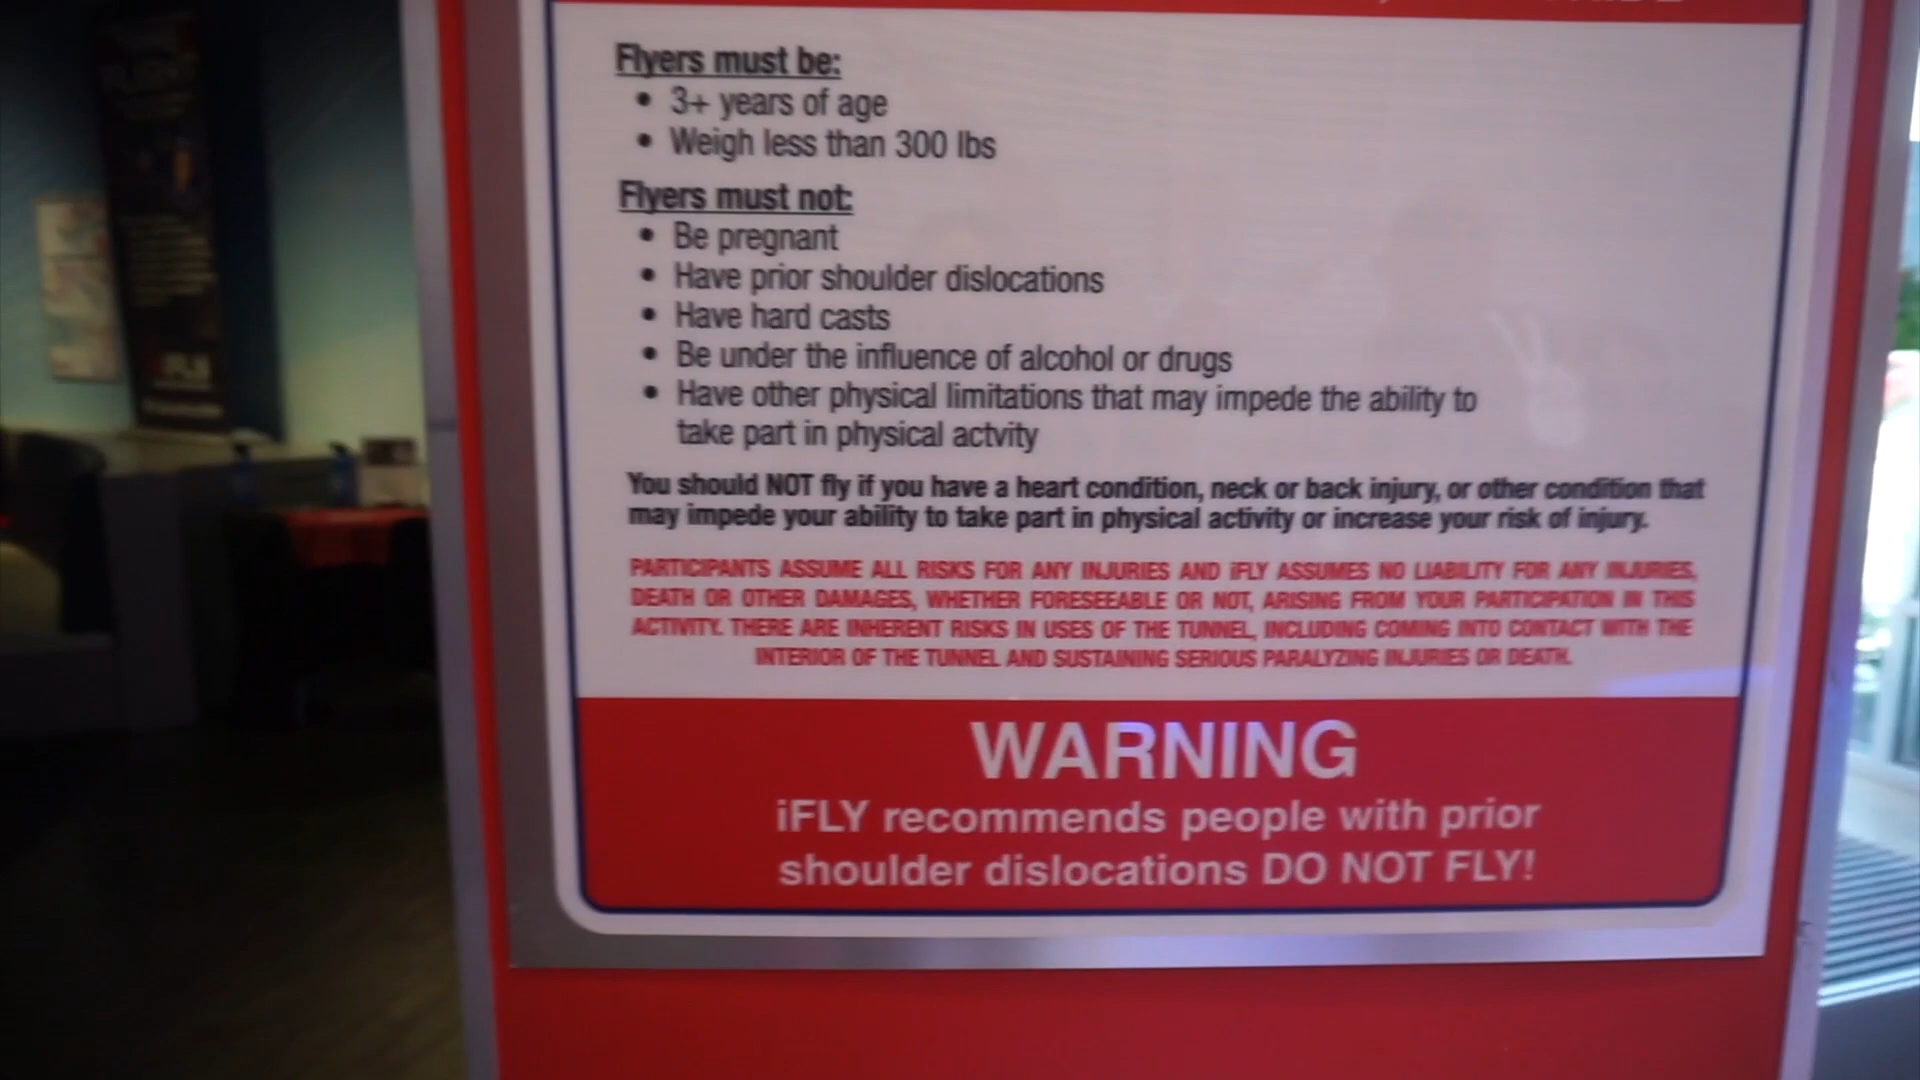 Flyers must be:
• 3+ years of age
• Weigh less than 300 lbs
Flyers must not:
• Be pregnant
• Have prior shoulder dislocations
• Have hard casts
• Be under the influence of alcohol or drugs
• Have other physical limitations that may impede the ability to
take part in physical actvity
You should NOT fly if you have a heart condition, neck or back injury, or other condition that
may impede your ability to take part in physical activity or increase your risk of injury.
PARTICIPANTS ASSUME ALL RISKS FOR ANY INJURIES AND iFLY ASSUMES NO LIABILITY FOR ANY INJURIES,
DEATH OR OTHER DAMAGES, WHETHER FORESEEABLE OR NOT, ARISING FROM YOUR PARTICIPATION IN THIS
ACTIVITY. THERE ARE INHERENT RISKS IN USES OF THE TUNNEL, INCLUDING COMING INTO CONTACT WITH THE
INTERIOR OF THE TUNNEL AND SUSTAINING SERIOUS PARALYZING INJURIES OR DEATH.
WARNING
iFLY recommends people with prior
shoulder dislocations DO NOT FLY!